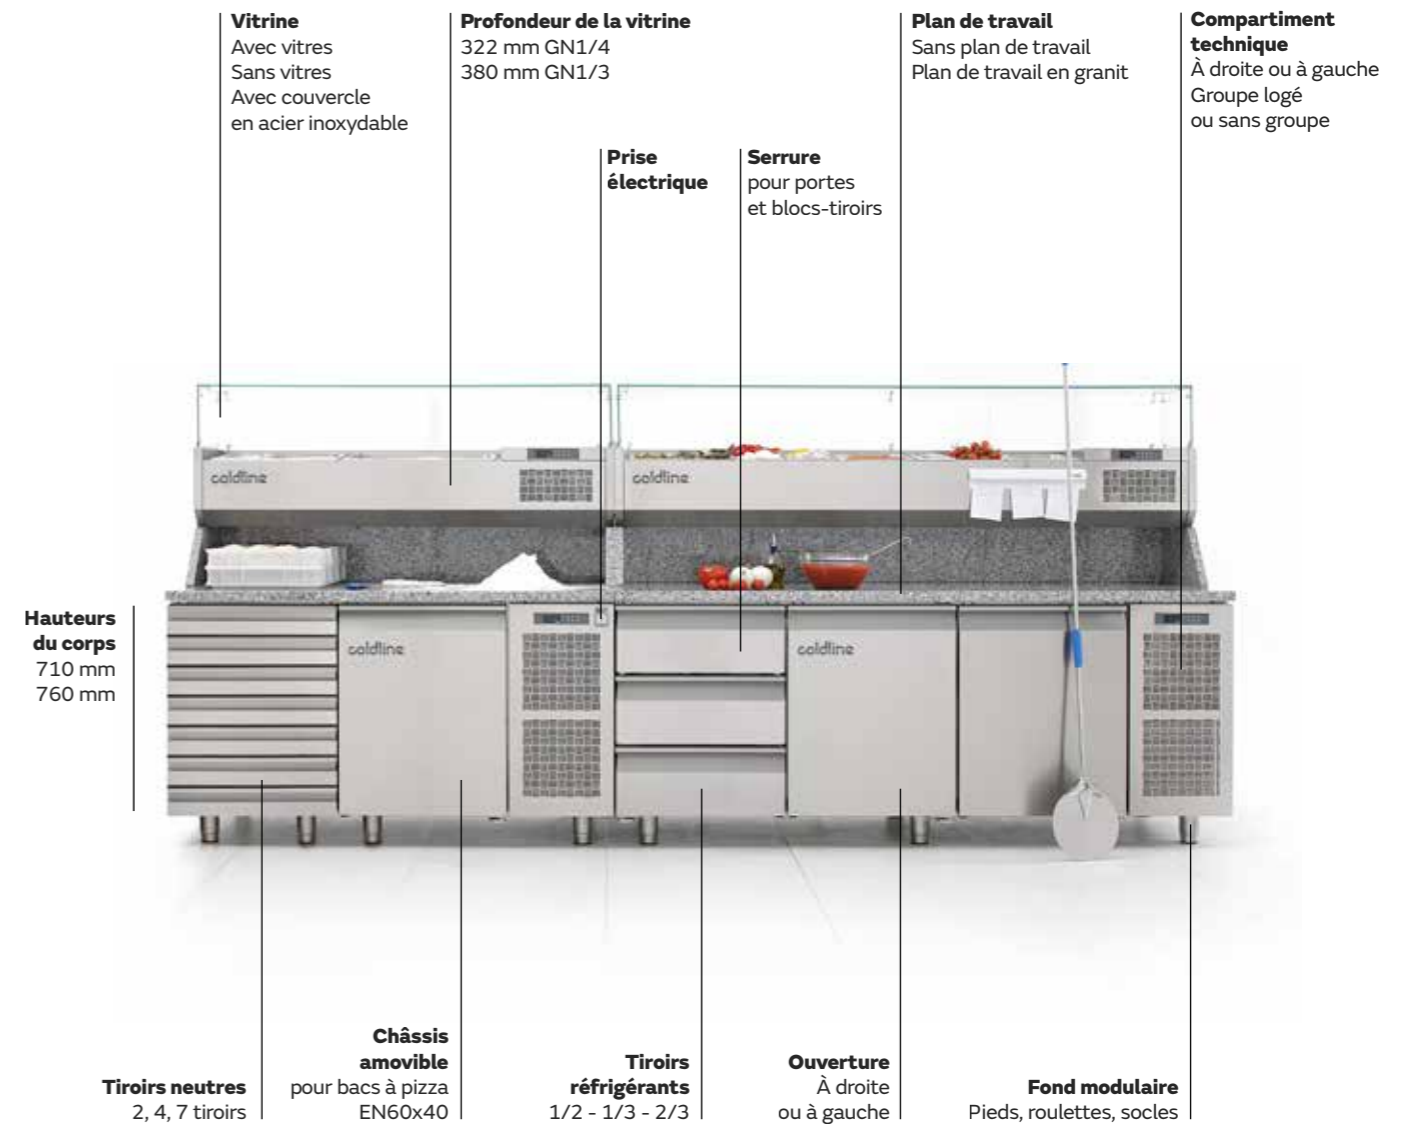 Vitrine
Avec vitres
Sans vitres
Avec couvercle
en acier inoxydable
Profondeur de la vitrine
322 mm GN1/4
380 mm GN1/3
Plan de travail
Sans plan de travail
Plan de travail en granit
Compartiment
technique
À droite ou à gauche
Groupe logé
ou sans groupe
Prise
électrique
Serrure
pour portes
et blocs-tiroirs
coldline
coldline
Hauteurs
du corps
710 mm
760 mm
coldline
coldline
Tiroirs neutres
2, 4, 7 tiroirs
Châssis
amovible
pour bacs à pizza
EN60x40
Tiroirs
réfrigérants
1/2 - 1/3 - 2/3
Ouverture
À droite
ou à gauche
Fond modulaire
Pieds, roulettes, socles